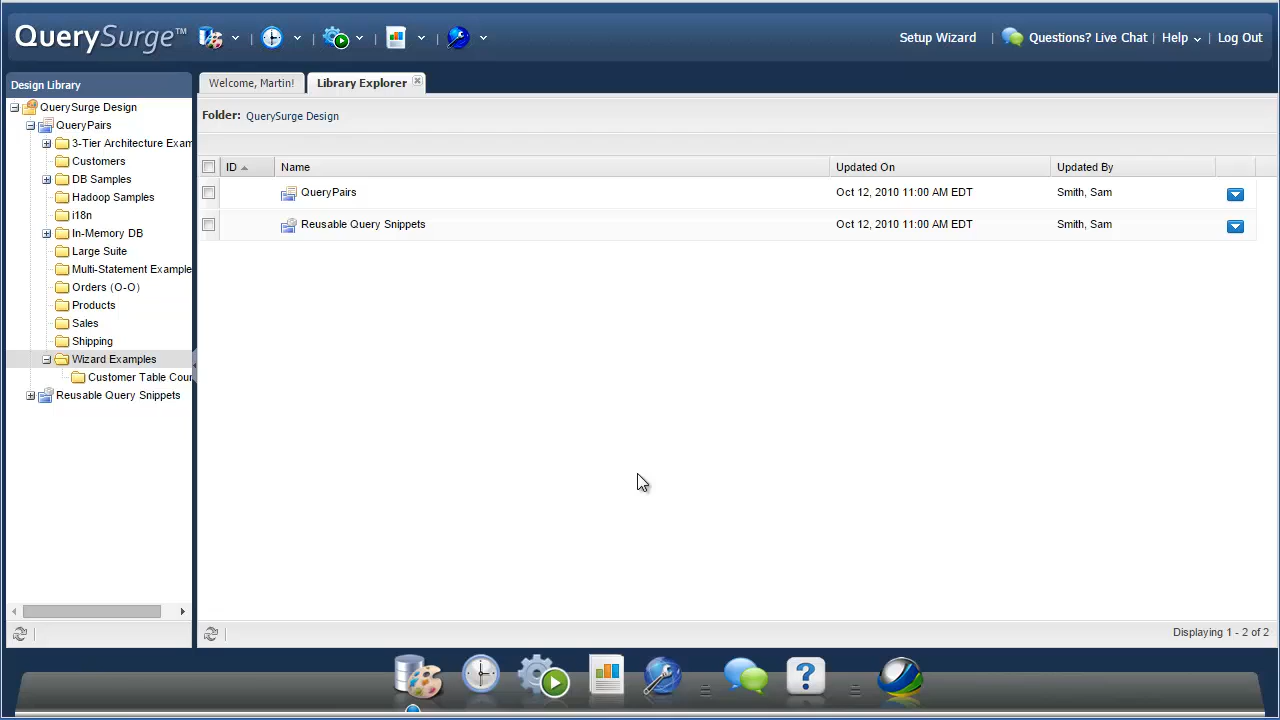 QuerySurge™
Setup Wizard
Questions? Live Chat
Help
Log Out
Design Library
QuerySurge Design
QueryPairs
3-Tier Architecture Exam
Customers
DB Samples
Hadoop Samples
i18n
In-Memory DB
Large Suite
Multi-Statement Example
Orders (O-O)
Products
Sales
Shipping
Wizard Examples
Customer Table Cour
Reusable Query Snippets
Welcome, Martin!
Library Explorer
Folder: QuerySurge Design
ID Name Updated On Updated By
QueryPairs Oct 12, 2010 11:00 AM EDT Smith, Sam
Reusable Query Snippets Oct 12, 2010 11:00 AM EDT Smith, Sam
Displaying 1 - 2 of 2